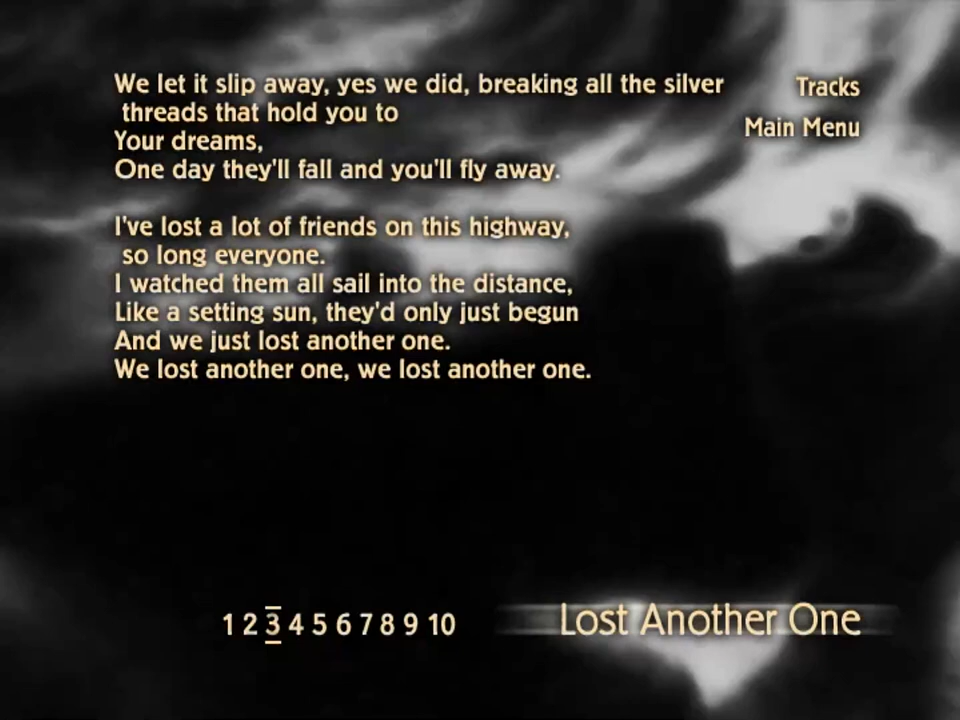 We let it slip away, yes we did, breaking all the silver
threads that hold you to
Your dreams,
One day they'll fall and you'll fly away.
I've lost a lot of friends on this highway,
so long everyone.
I watched them all sail into the distance,
Like a setting sun, they'd only just begun
And we just lost another one.
We lost another one, we lost another one.
Tracks
Main Menu
1 2 3 4 5 6 7 8 9 10
Lost Another One